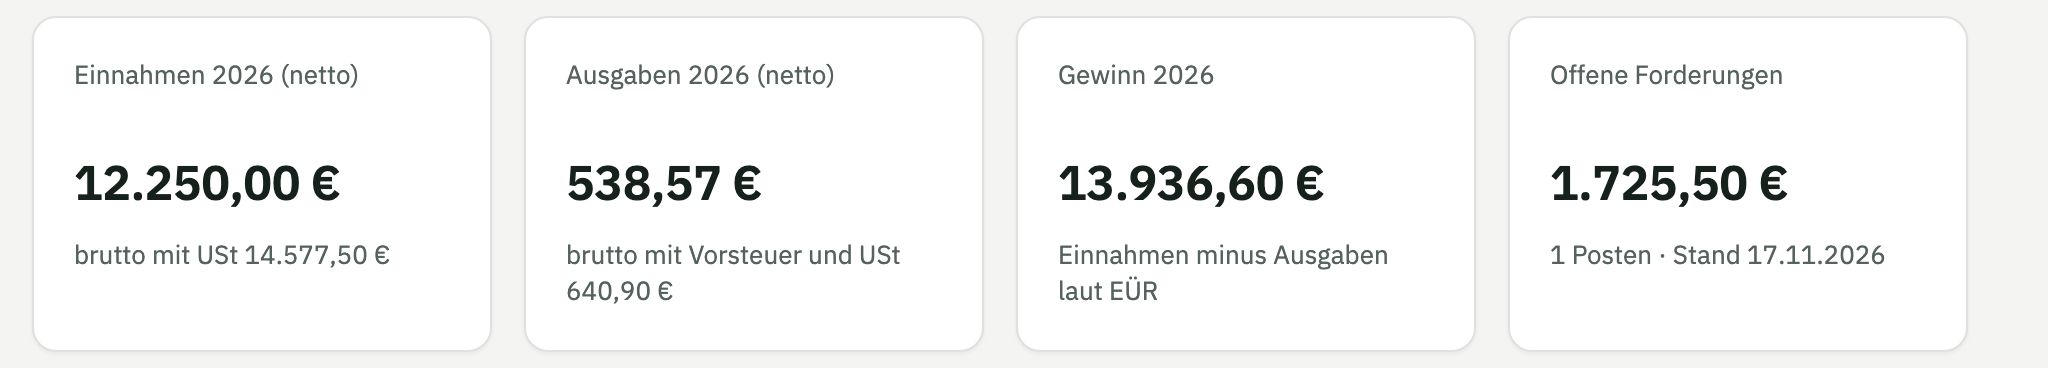 Einnahmen 2026 (netto)
12.250,00 €
brutto mit USt 14.577,50 €
Ausgaben 2026 (netto)
538,57 €
brutto mit Vorsteuer und USt
640,90 €
Gewinn 2026
13.936,60 €
Einnahmen minus Ausgaben
laut EÜR
Offene Forderungen
1.725,50 €
1 Posten · Stand 17.11.2026